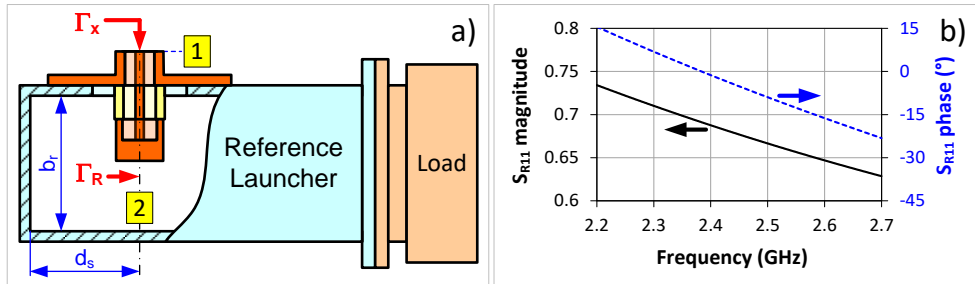 a)
Γx
1
br
ΓR
2
ds
Reference
Launcher
Load
b)
0.8
0.75
0.7
0.65
0.6
SR11 magnitude
15
0
-15
-30
-45
SR11 phase (°)
2.2 2.3 2.4 2.5 2.6 2.7
Frequency (GHz)